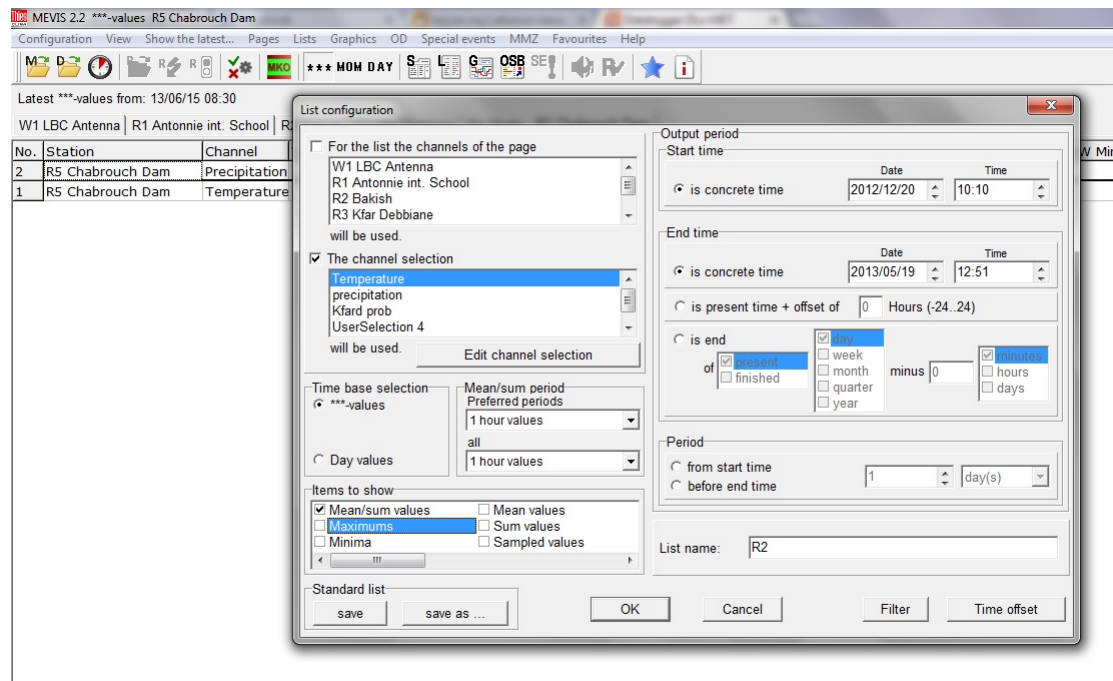 MEVIS 2.2 ***-values R5 Chabrouch Dam
Configuration View Show the latest... Pages Lists Graphics OD Special events MMZ Favourites Help
MKO *** HOM DAY OSB SE
Latest ***-values from: 13/06/15 08:30
W1 LBC Antenna R1 Antonnie int. School
No. Station Channel W Min
2 R5 Chabrouch Dam Precipitation
1 R5 Chabrouch Dam Temperature
List configuration
For the list the channels of the page
W1 LBC Antenna
R1 Antonnie int. School
R2 Bakish
R3 Kfar Debbiane
will be used.
The channel selection
Temperature
precipitation
Kfard prob
UserSelection 4
will be used.
Edit channel selection
Time base selection
***-values
Day values
Mean/sum period
Preferred periods
1 hour values
all
1 hour values
Items to show
Mean/sum values Mean values
Maximums Sum values
Minima Sampled values
Standard list
save save as ...
Output period
Start time
Date Time
is concrete time 2012/12/20 10:10
End time
Date Time
is concrete time 2013/05/19 12:51
is present time + offset of 0 Hours (-24..24)
is end
of present
finished
day
week
month
quarter
year
minus 0
minutes
hours
days
Period
from start time
before end time
1 day(s)
List name: R2
OK Cancel Filter Time offset